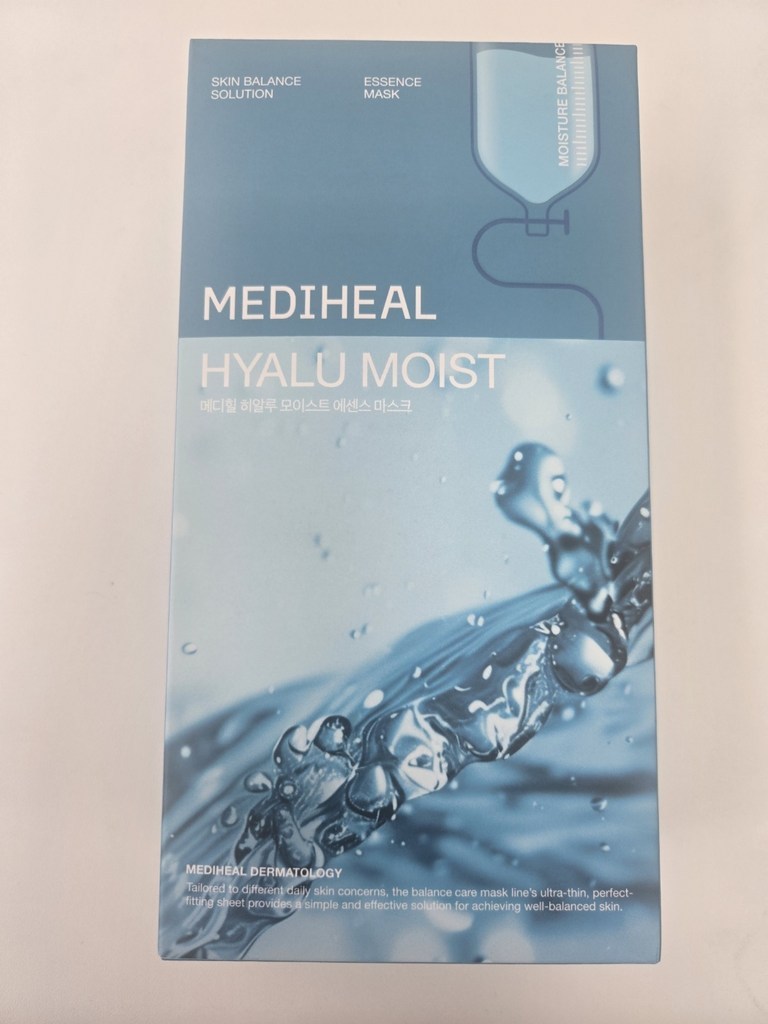 SKIN BALANCE
SOLUTION
ESSENCE
MASK
MOISTURE BALANCE
MEDIHEAL
HYALU MOIST
메디힐 히알루 모이스트 에센스 마스크
MEDIHEAL DERMATOLOGY
Tailored to different daily skin concerns, the balance care mask line's ultra-thin, perfect-
fitting sheet provides a simple and effective solution for achieving well-balanced skin.